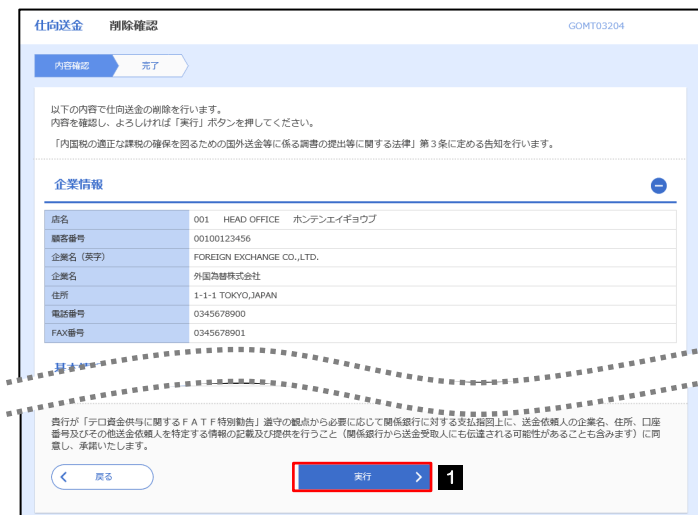 仕向送金 削除確認 GOMT03204
内容確認 完了
以下の内容で仕向送金の削除を行います。
内容を確認し、よろしければ「実行」ボタンを押してください。
「内国税の適正な課税の確保を図るための国外送金等に係る調書の提出等に関する法律」第３条に定める告知を行います。
企業情報
店名 001 HEAD OFFICE ホンテンエイギョウブ
顧客番号 00100123456
企業名（英字） FOREIGN EXCHANGE CO.,LTD.
企業名 外国為替株式会社
住所 1-1-1 TOKYO,JAPAN
電話番号 0345678900
FAX番号 0345678901
基本
貴行が「テロ資金供与に関するＦＡＴＦ特別勧告」遵守の観点から必要に応じて関係銀行に対する支払指図上に、送金依頼人の企業名、住所、口座
番号及びその他送金依頼人を特定する情報の記載及び提供を行うこと（関係銀行から送金受取人にも伝達される可能性があることも含みます）に同
意し、承諾いたします。
戻る 実行 1